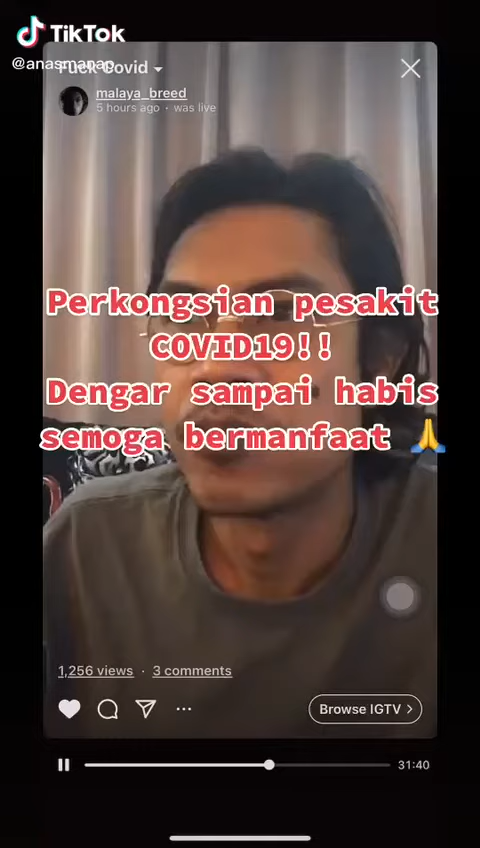 TikTok
@anasmapap
Fuck Covid
malaya_breed
5 hours ago · was live
Perkongsian pesakit
COVID19!!
Dengar sampai habis
semoga bermanfaat 🙏
1,256 views · 3 comments
Browse IGTV >
31:40